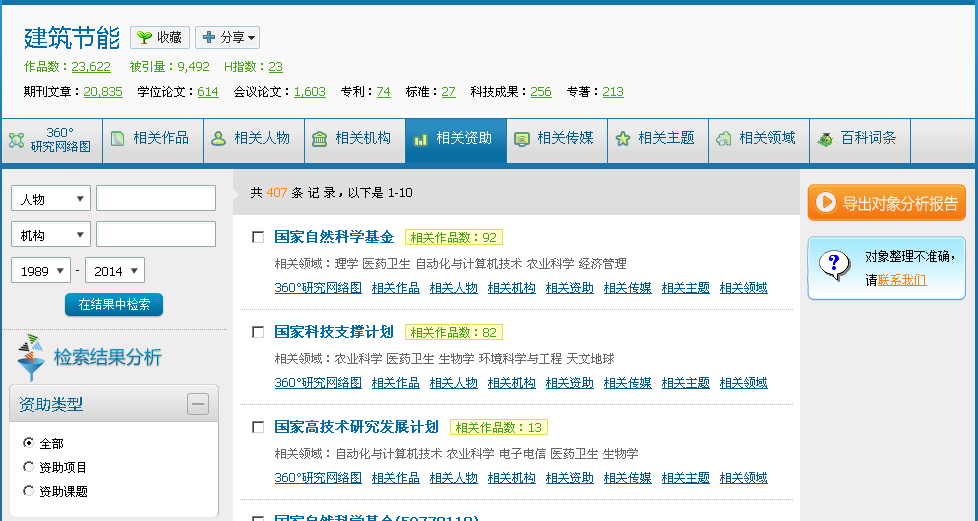 建筑节能 收藏 分享
作品数：23,622 被引量：9,492 H指数：23
期刊文章：20,835 学位论文：614 会议论文：1,603 专利：74 标准：27 科技成果：256 专著：213
360°
研究网络图 相关作品 相关人物 相关机构 相关资助 相关传媒 相关主题 相关领域 百科词条
人物
机构
1989 - 2014
在结果中检索
检索结果分析
资助类型
全部
资助项目
资助课题
共 407 条 记 录，以下是 1-10
国家自然科学基金 相关作品数：92
相关领域：理学 医药卫生 自动化与计算机技术 农业科学 经济管理
360°研究网络图 相关作品 相关人物 相关机构 相关资助 相关传媒 相关主题 相关领域
国家科技支撑计划 相关作品数：82
相关领域：农业科学 医药卫生 生物学 环境科学与工程 天文地球
360°研究网络图 相关作品 相关人物 相关机构 相关资助 相关传媒 相关主题 相关领域
国家高技术研究发展计划 相关作品数：13
相关领域：自动化与计算机技术 农业科学 电子电信 医药卫生 生物学
360°研究网络图 相关作品 相关人物 相关机构 相关资助 相关传媒 相关主题 相关领域
国家自然科学基金
导出对象分析报告
对象整理不准确，
请联系我们